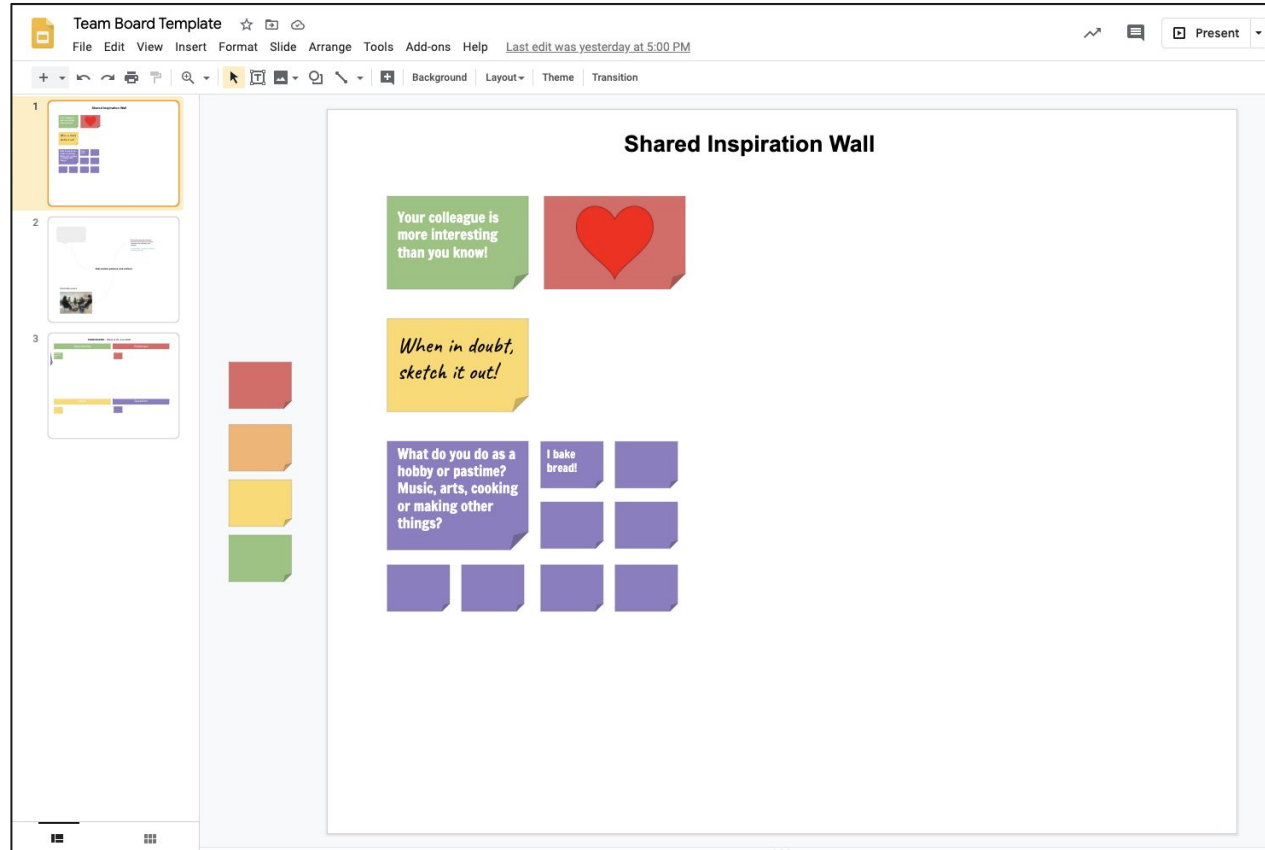 Team Board Template
File Edit View Insert Format Slide Arrange Tools Add-ons Help Last edit was yesterday at 5:00 PM
Present
Background Layout Theme Transition
1
Shared Inspiration Wall
2
3
Shared Inspiration Wall
Your colleague is
more interesting
than you know!
When in doubt,
sketch it out!
What do you do as a
hobby or pastime?
Music, arts, cooking
or making other
things?
I bake
bread!